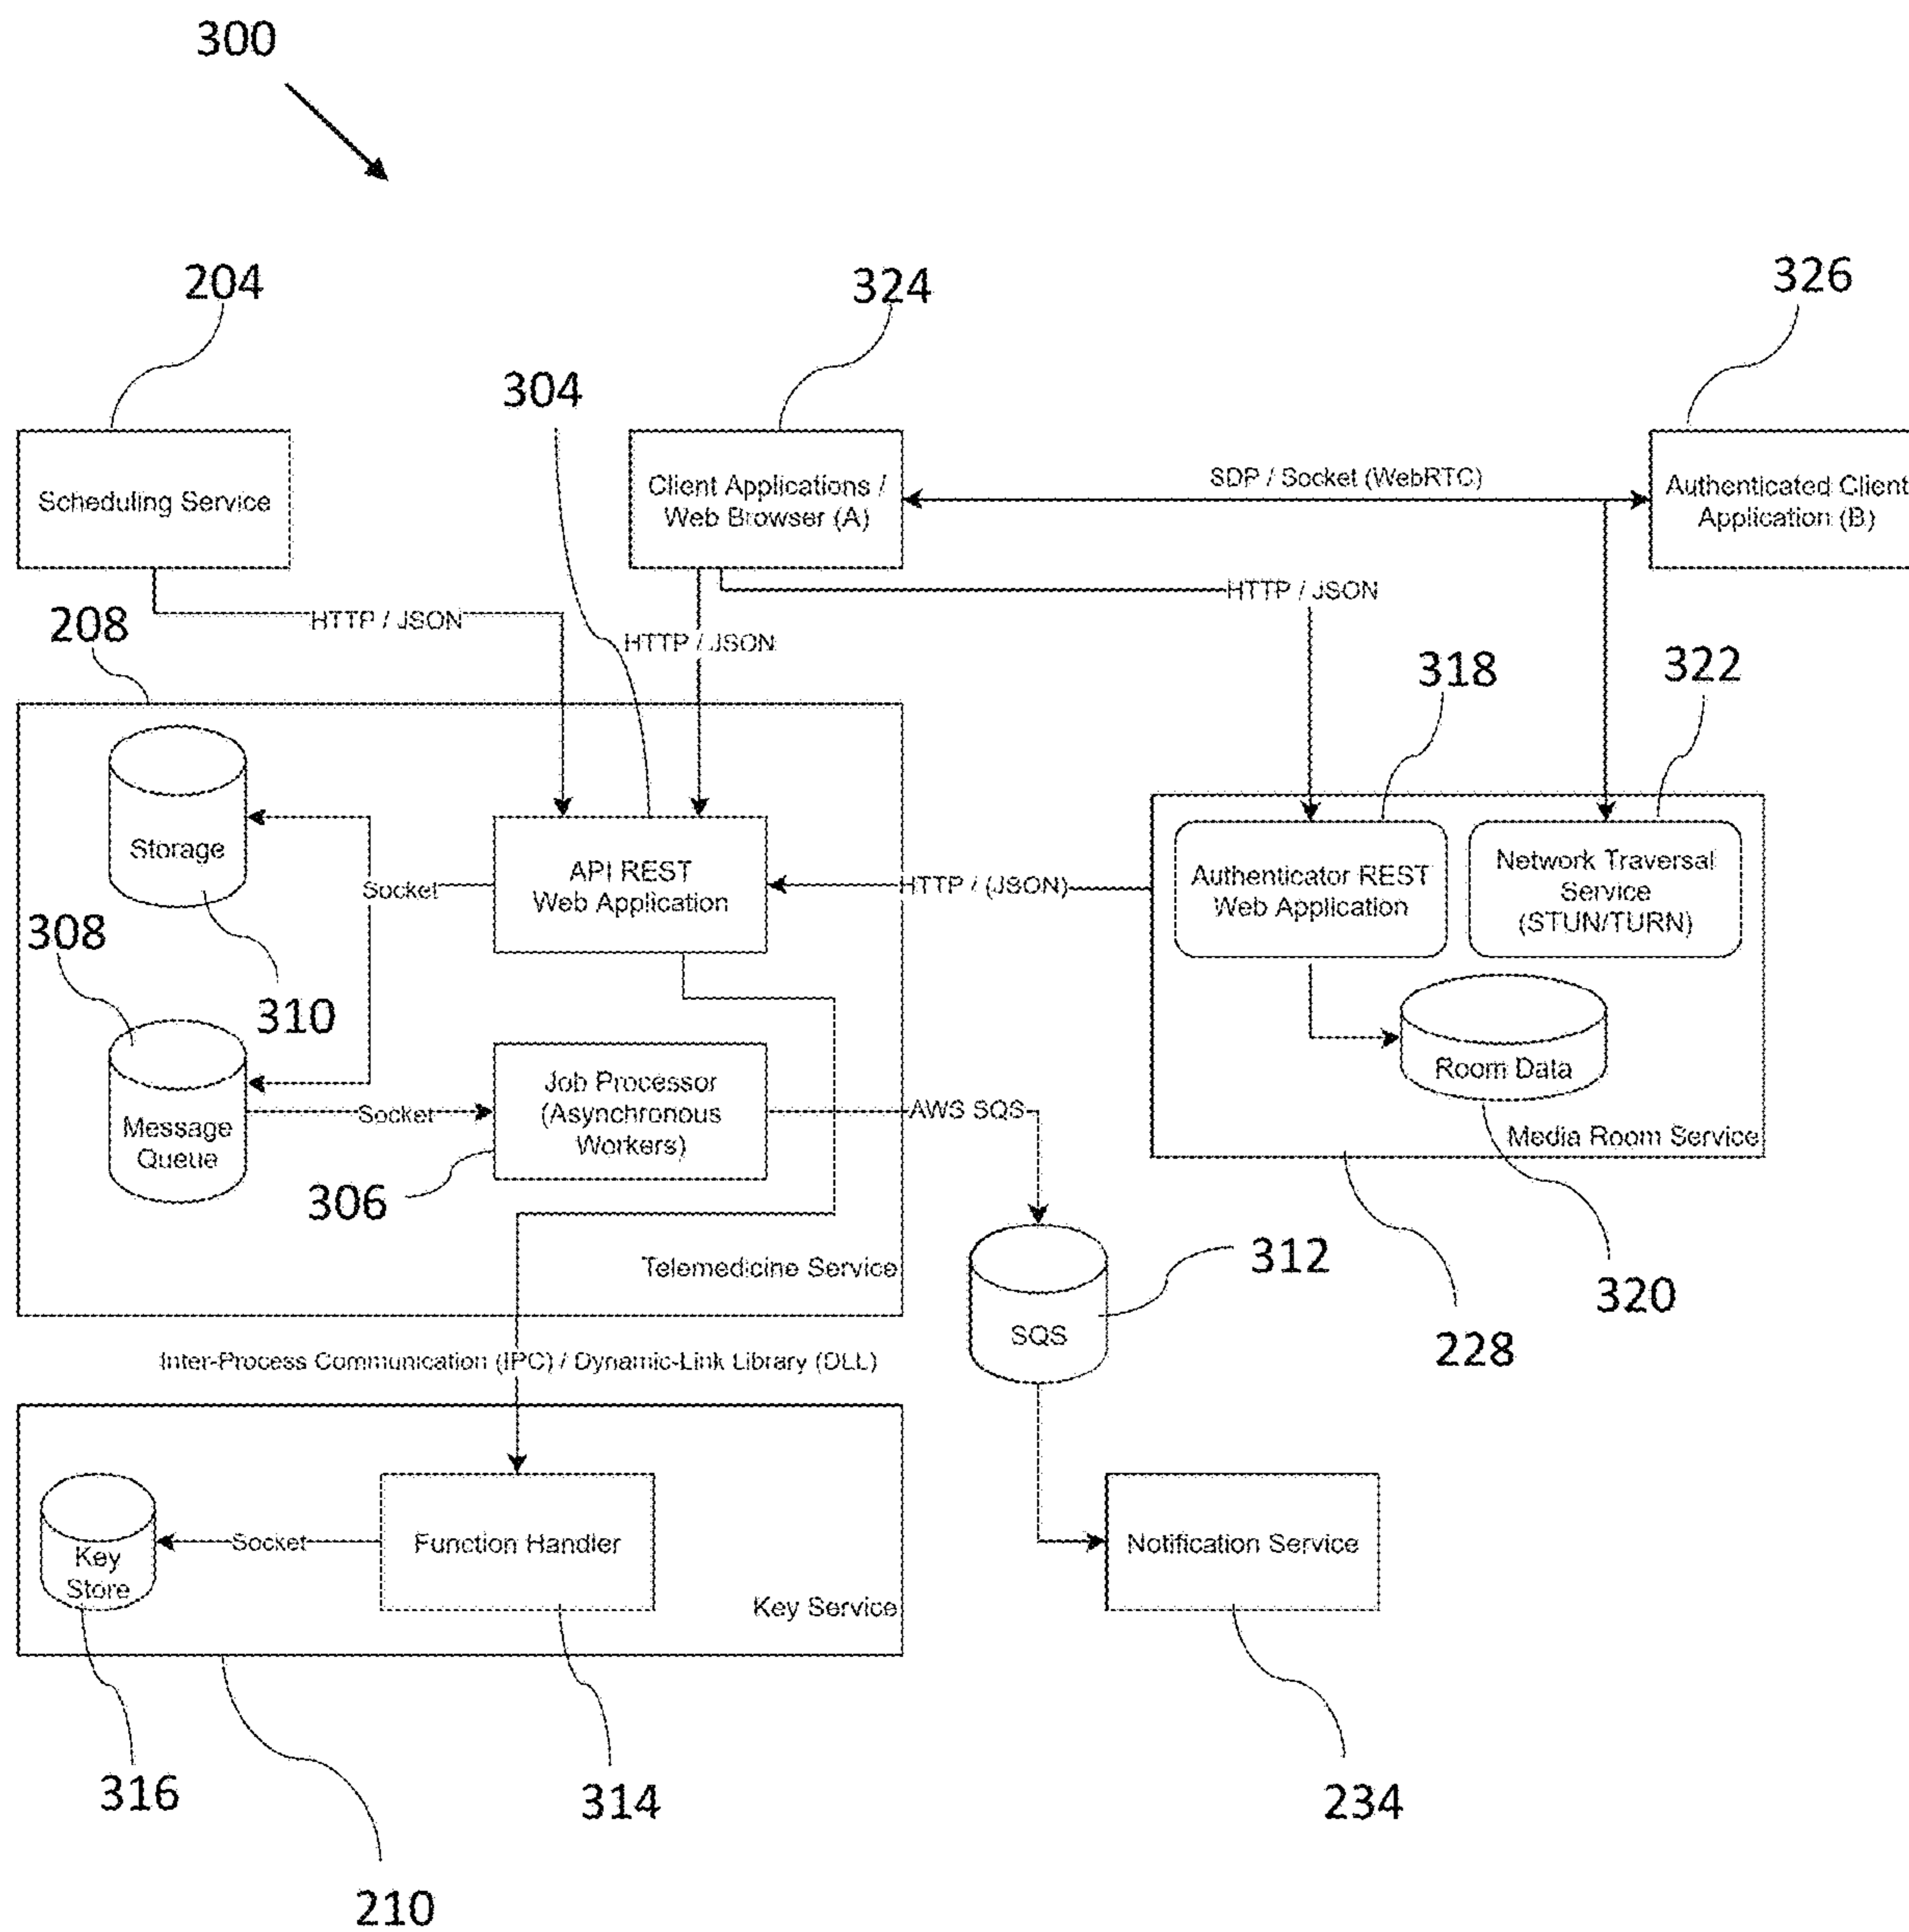 300
204
324
326
304
Scheduling Service
Client Applications /
Web Browser (A)
SDP / Socket (WebRTC)
Authenticated Client
Application (B)
HTTP / JSON
208
HTTP / JSON
HTTP / JSON
318
322
Storage
Socket
API REST
Web Application
HTTP / (JSON)
Authenticator REST
Web Application
Network Traversal
Service
(STUN/TURN)
308
310
Message
Queue
Socket
Job Processor
(Asynchronous
Workers)
AWS SQS
Room Data
Media Room Service
306
Telemedicine Service
SQS
312
320
228
Inter-Process Communication (IPC) / Dynamic-Link Library (DLL)
Key
Store
Socket
Function Handler
Key Service
Notification Service
316
314
234
210